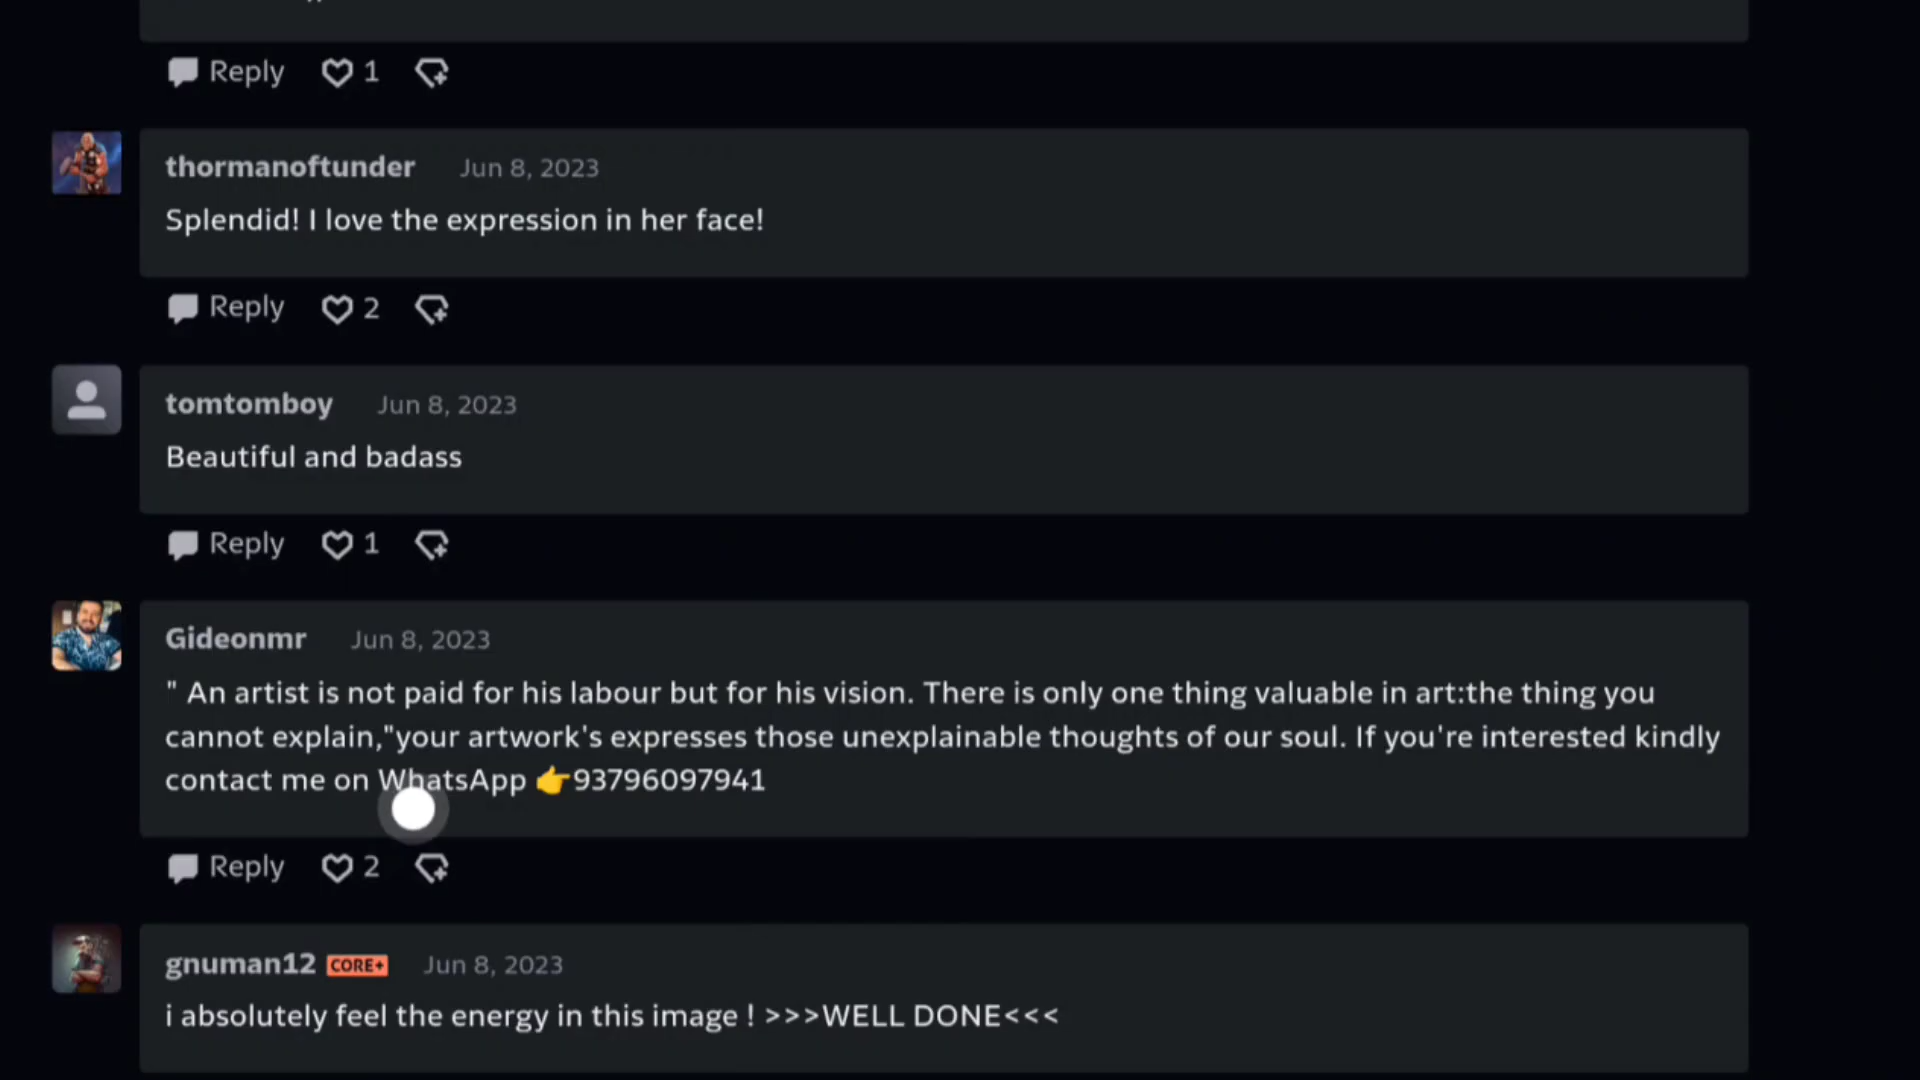 Reply 1
thormanoftunder Jun 8, 2023
Splendid! I love the expression in her face!
Reply 2
tomtomboy Jun 8, 2023
Beautiful and badass
Reply 1
Gideonmr Jun 8, 2023
" An artist is not paid for his labour but for his vision. There is only one thing valuable in art:the thing you
cannot explain,"your artwork's expresses those unexplainable thoughts of our soul. If you're interested kindly
contact me on WhatsApp 👉93796097941
Reply 2
gnuman12 CORE+ Jun 8, 2023
i absolutely feel the energy in this image ! >>>WELL DONE<<<